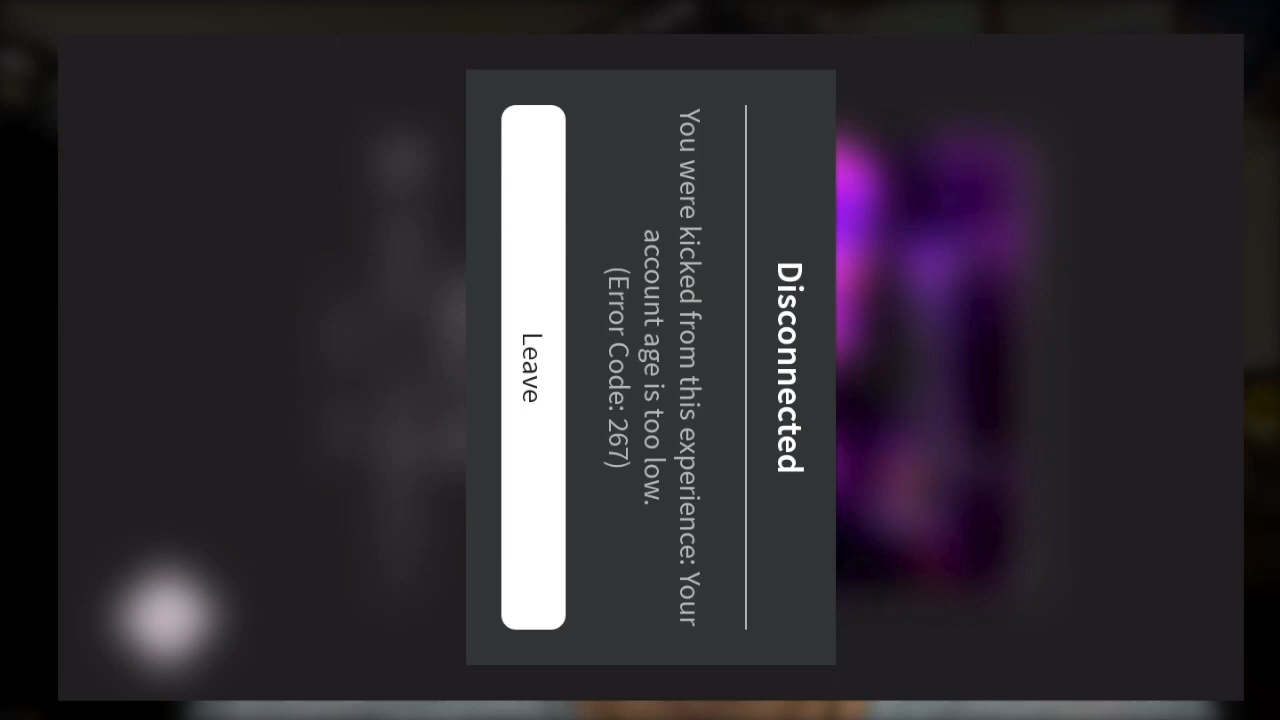 Disconnected
You were kicked from this experience: Your
account age is too low.
(Error Code: 267)
Leave